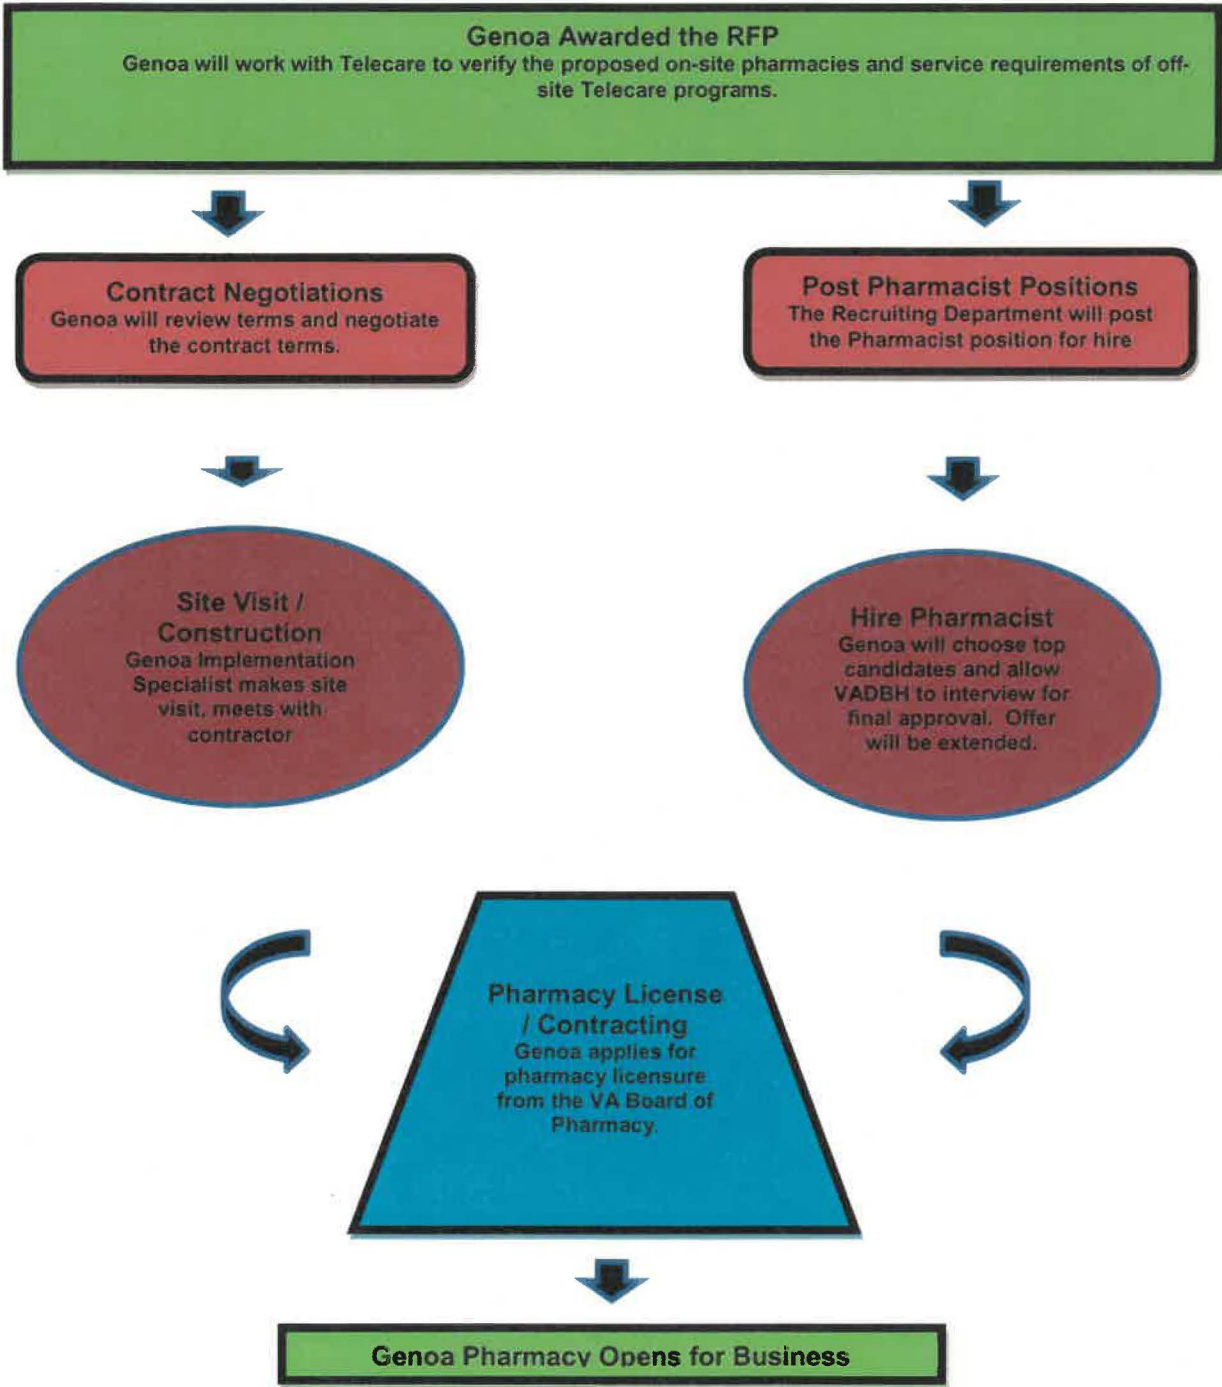 Genoa Awarded the RFP
Genoa will work with Telecare to verify the proposed on-site pharmacies and service requirements of off-
site Telecare programs.
Contract Negotiations
Genoa will review terms and negotiate
the contract terms.
Post Pharmacist Positions
The Recruiting Department will post
the Pharmacist position for hire
Site Visit /
Construction
Genoa Implementation
Specialist makes site
visit, meets with
contractor
Hire Pharmacist
Genoa will choose top
candidates and allow
VADBH to interview for
final approval. Offer
will be extended.
Pharmacy License
/ Contracting
Genoa applies for
pharmacy licensure
from the VA Board of
Pharmacy.
Genoa Pharmacy Opens for Business